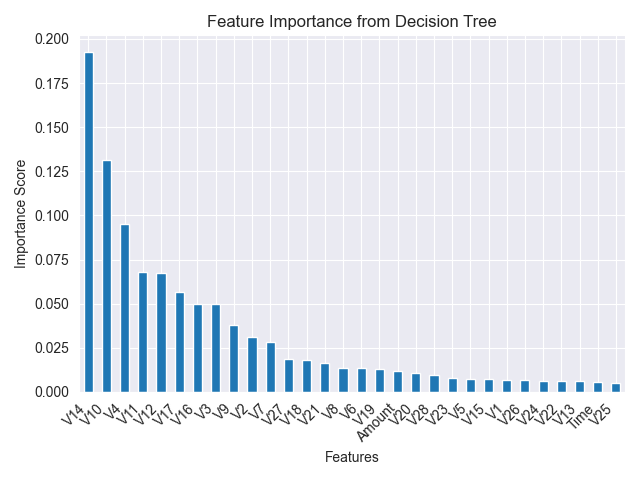 Feature Importance from Decision Tree
0.200
0.175
0.150
0.125
0.100
0.075
0.050
0.025
0.000
Importance Score
V14
V10
V4
V11
V12
V17
V16
V3
V9
V2
V7
V27
V18
V21
V8
V6
V19
Amount
V20
V28
V23
V5
V15
V1
V26
V24
V22
V13
Time
V25
Features